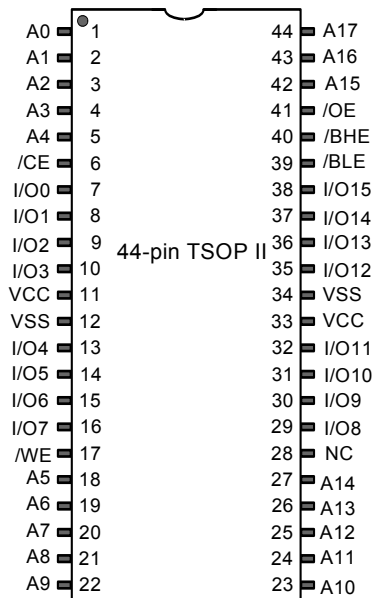 A0 1 44 A17
A1 2 43 A16
A2 3 42 A15
A3 4 41 /OE
A4 5 40 /BHE
/CE 6 39 /BLE
I/O0 7 38 I/O15
I/O1 8 37 I/O14
I/O2 9 36 I/O13
44-pin TSOP II
I/O3 10 35 I/O12
VCC 11 34 VSS
VSS 12 33 VCC
I/O4 13 32 I/O11
I/O5 14 31 I/O10
I/O6 15 30 I/O9
I/O7 16 29 I/O8
/WE 17 28 NC
A5 18 27 A14
A6 19 26 A13
A7 20 25 A12
A8 21 24 A11
A9 22 23 A10